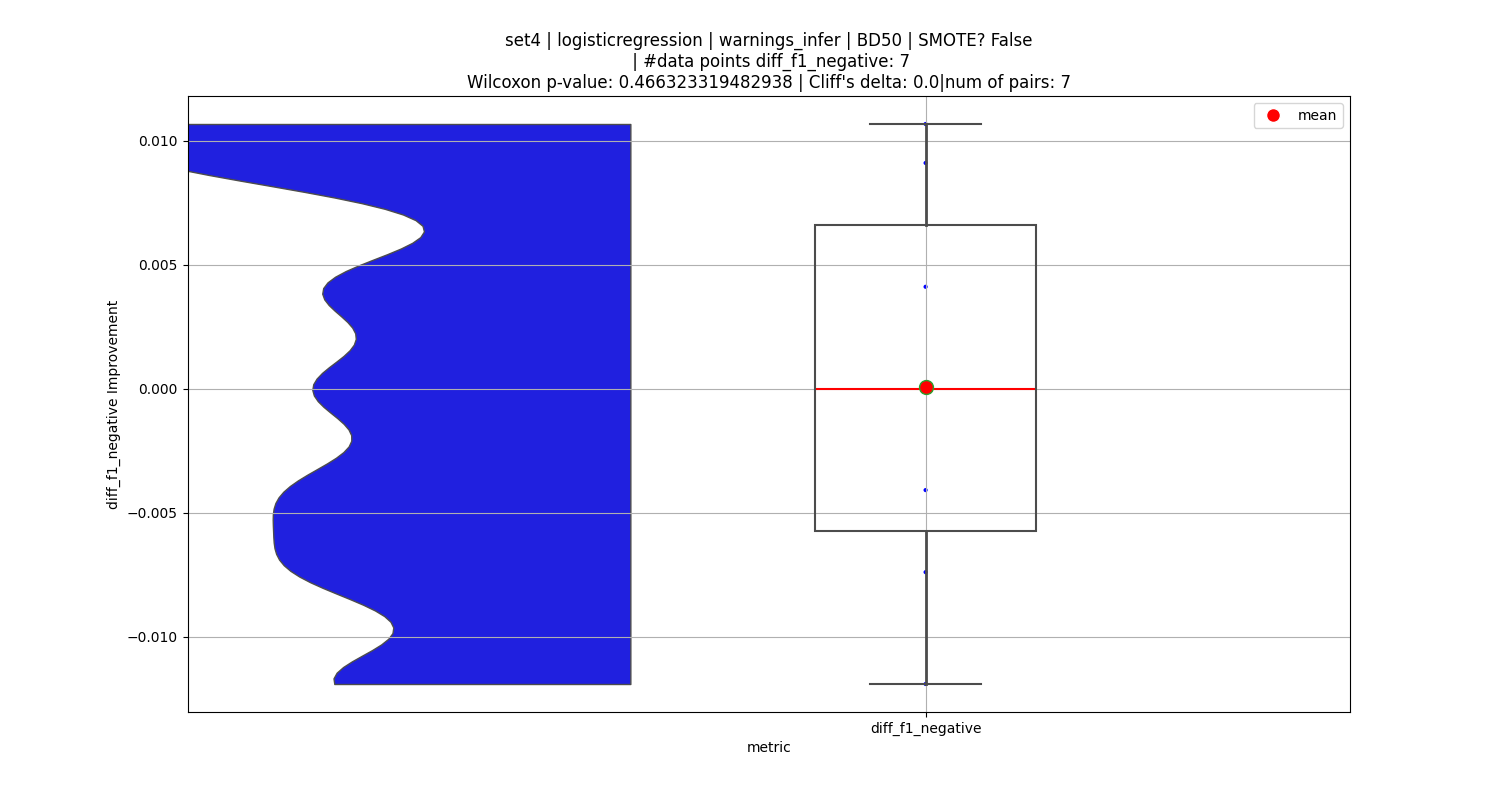 set4 | logisticregression | warnings_infer | BD50 | SMOTE? False
| #data points diff_f1_negative: 7
Wilcoxon p-value: 0.466323319482938 | Cliff's delta: 0.0|num of pairs: 7
mean
0.010
0.005
0.000
−0.005
−0.010
diff_f1_negative Improvement
diff_f1_negative
metric